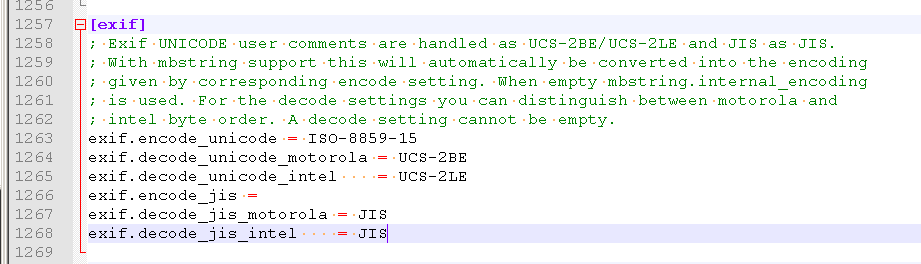 1256
1257 [exif]
1258 ; Exif UNICODE user comments are handled as UCS-2BE/UCS-2LE and JIS as JIS.
1259 ; With mbstring support this will automatically be converted into the encoding
1260 ; given by corresponding encode setting. When empty mbstring.internal_encoding
1261 ; is used. For the decode settings you can distinguish between motorola and
1262 ; intel byte order. A decode setting cannot be empty.
1263 exif.encode_unicode = ISO-8859-15
1264 exif.decode_unicode_motorola = UCS-2BE
1265 exif.decode_unicode_intel    = UCS-2LE
1266 exif.encode_jis =
1267 exif.decode_jis_motorola = JIS
1268 exif.decode_jis_intel    = JIS
1269